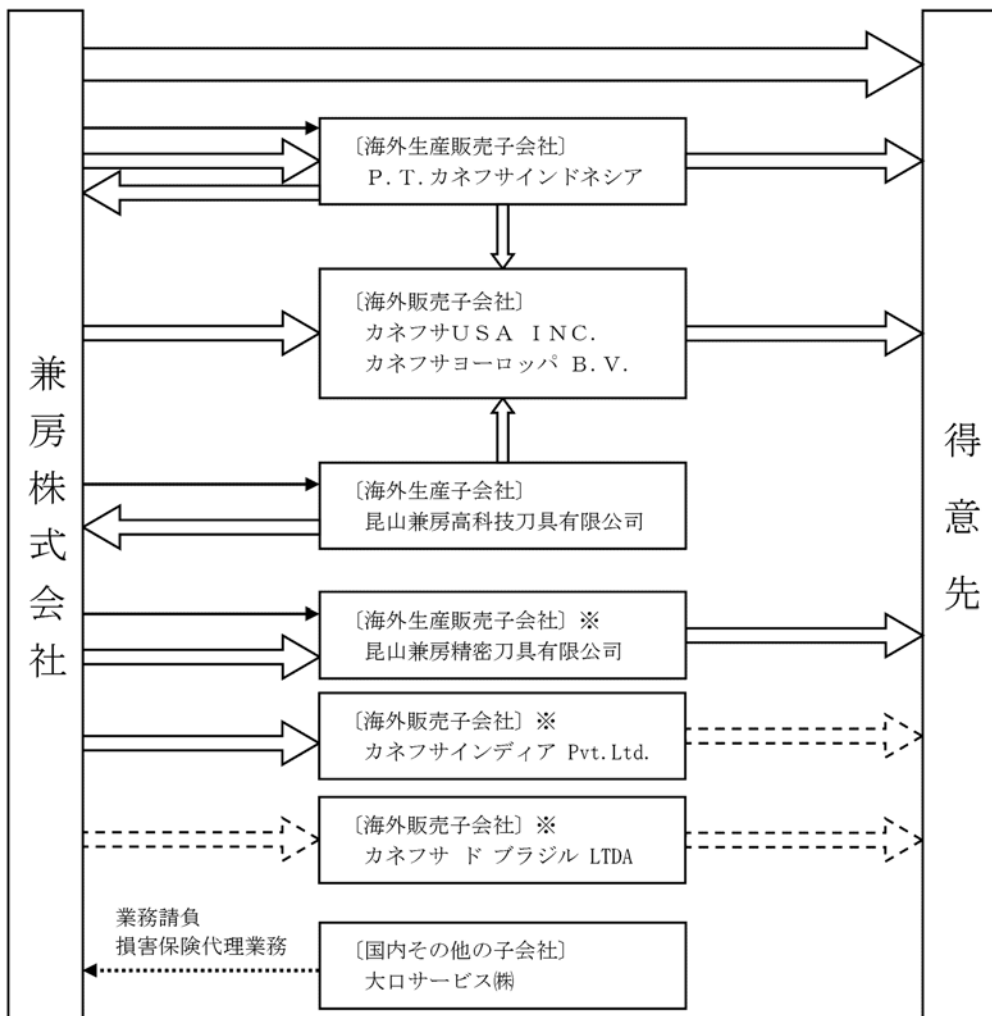 兼房株式会社
〔海外生産販売子会社〕
Ｐ．Ｔ．カネフサインドネシア
〔海外販売子会社〕
カネフサＵＳＡ　ＩＮＣ．
カネフサヨーロッパ Ｂ．Ｖ．
〔海外生産子会社〕
昆山兼房高科技刀具有限公司
〔海外生産販売子会社〕※
昆山兼房精密刀具有限公司
〔海外販売子会社〕※
カネフサインディア Pvt.Ltd.
〔海外販売子会社〕※
カネフサ ド ブラジル LTDA
業務請負
損害保険代理業務
〔国内その他の子会社〕
大口サービス㈱
得意先